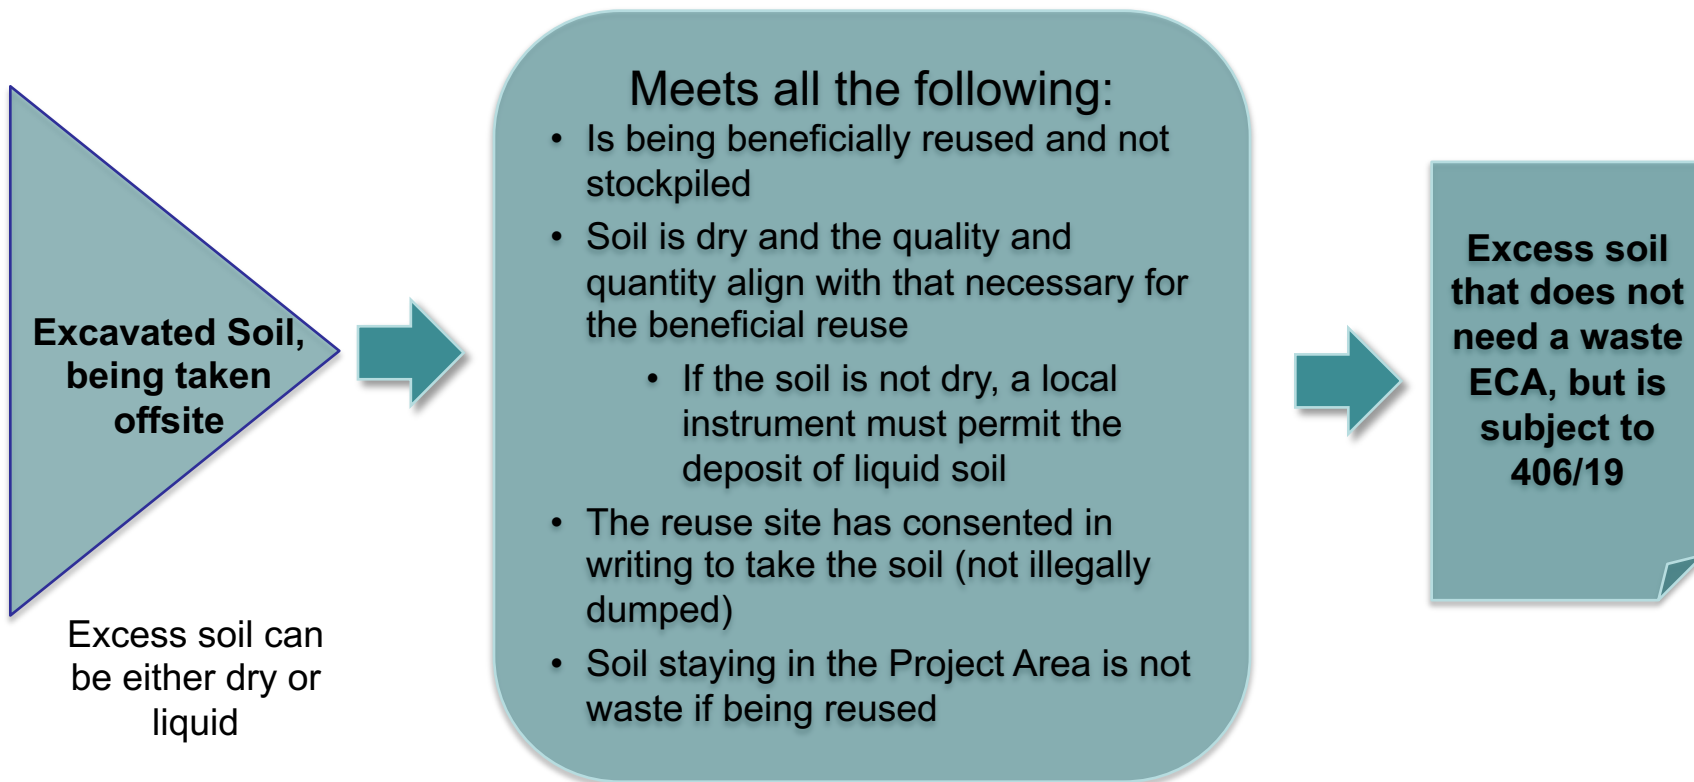 Excavated Soil,
being taken
offsite
Excess soil can
be either dry or
liquid
Meets all the following:
• Is being beneficially reused and not
stockpiled
• Soil is dry and the quality and
quantity align with that necessary for
the beneficial reuse
• If the soil is not dry, a local
instrument must permit the
deposit of liquid soil
• The reuse site has consented in
writing to take the soil (not illegally
dumped)
• Soil staying in the Project Area is not
waste if being reused
Excess soil
that does not
need a waste
ECA, but is
subject to
406/19